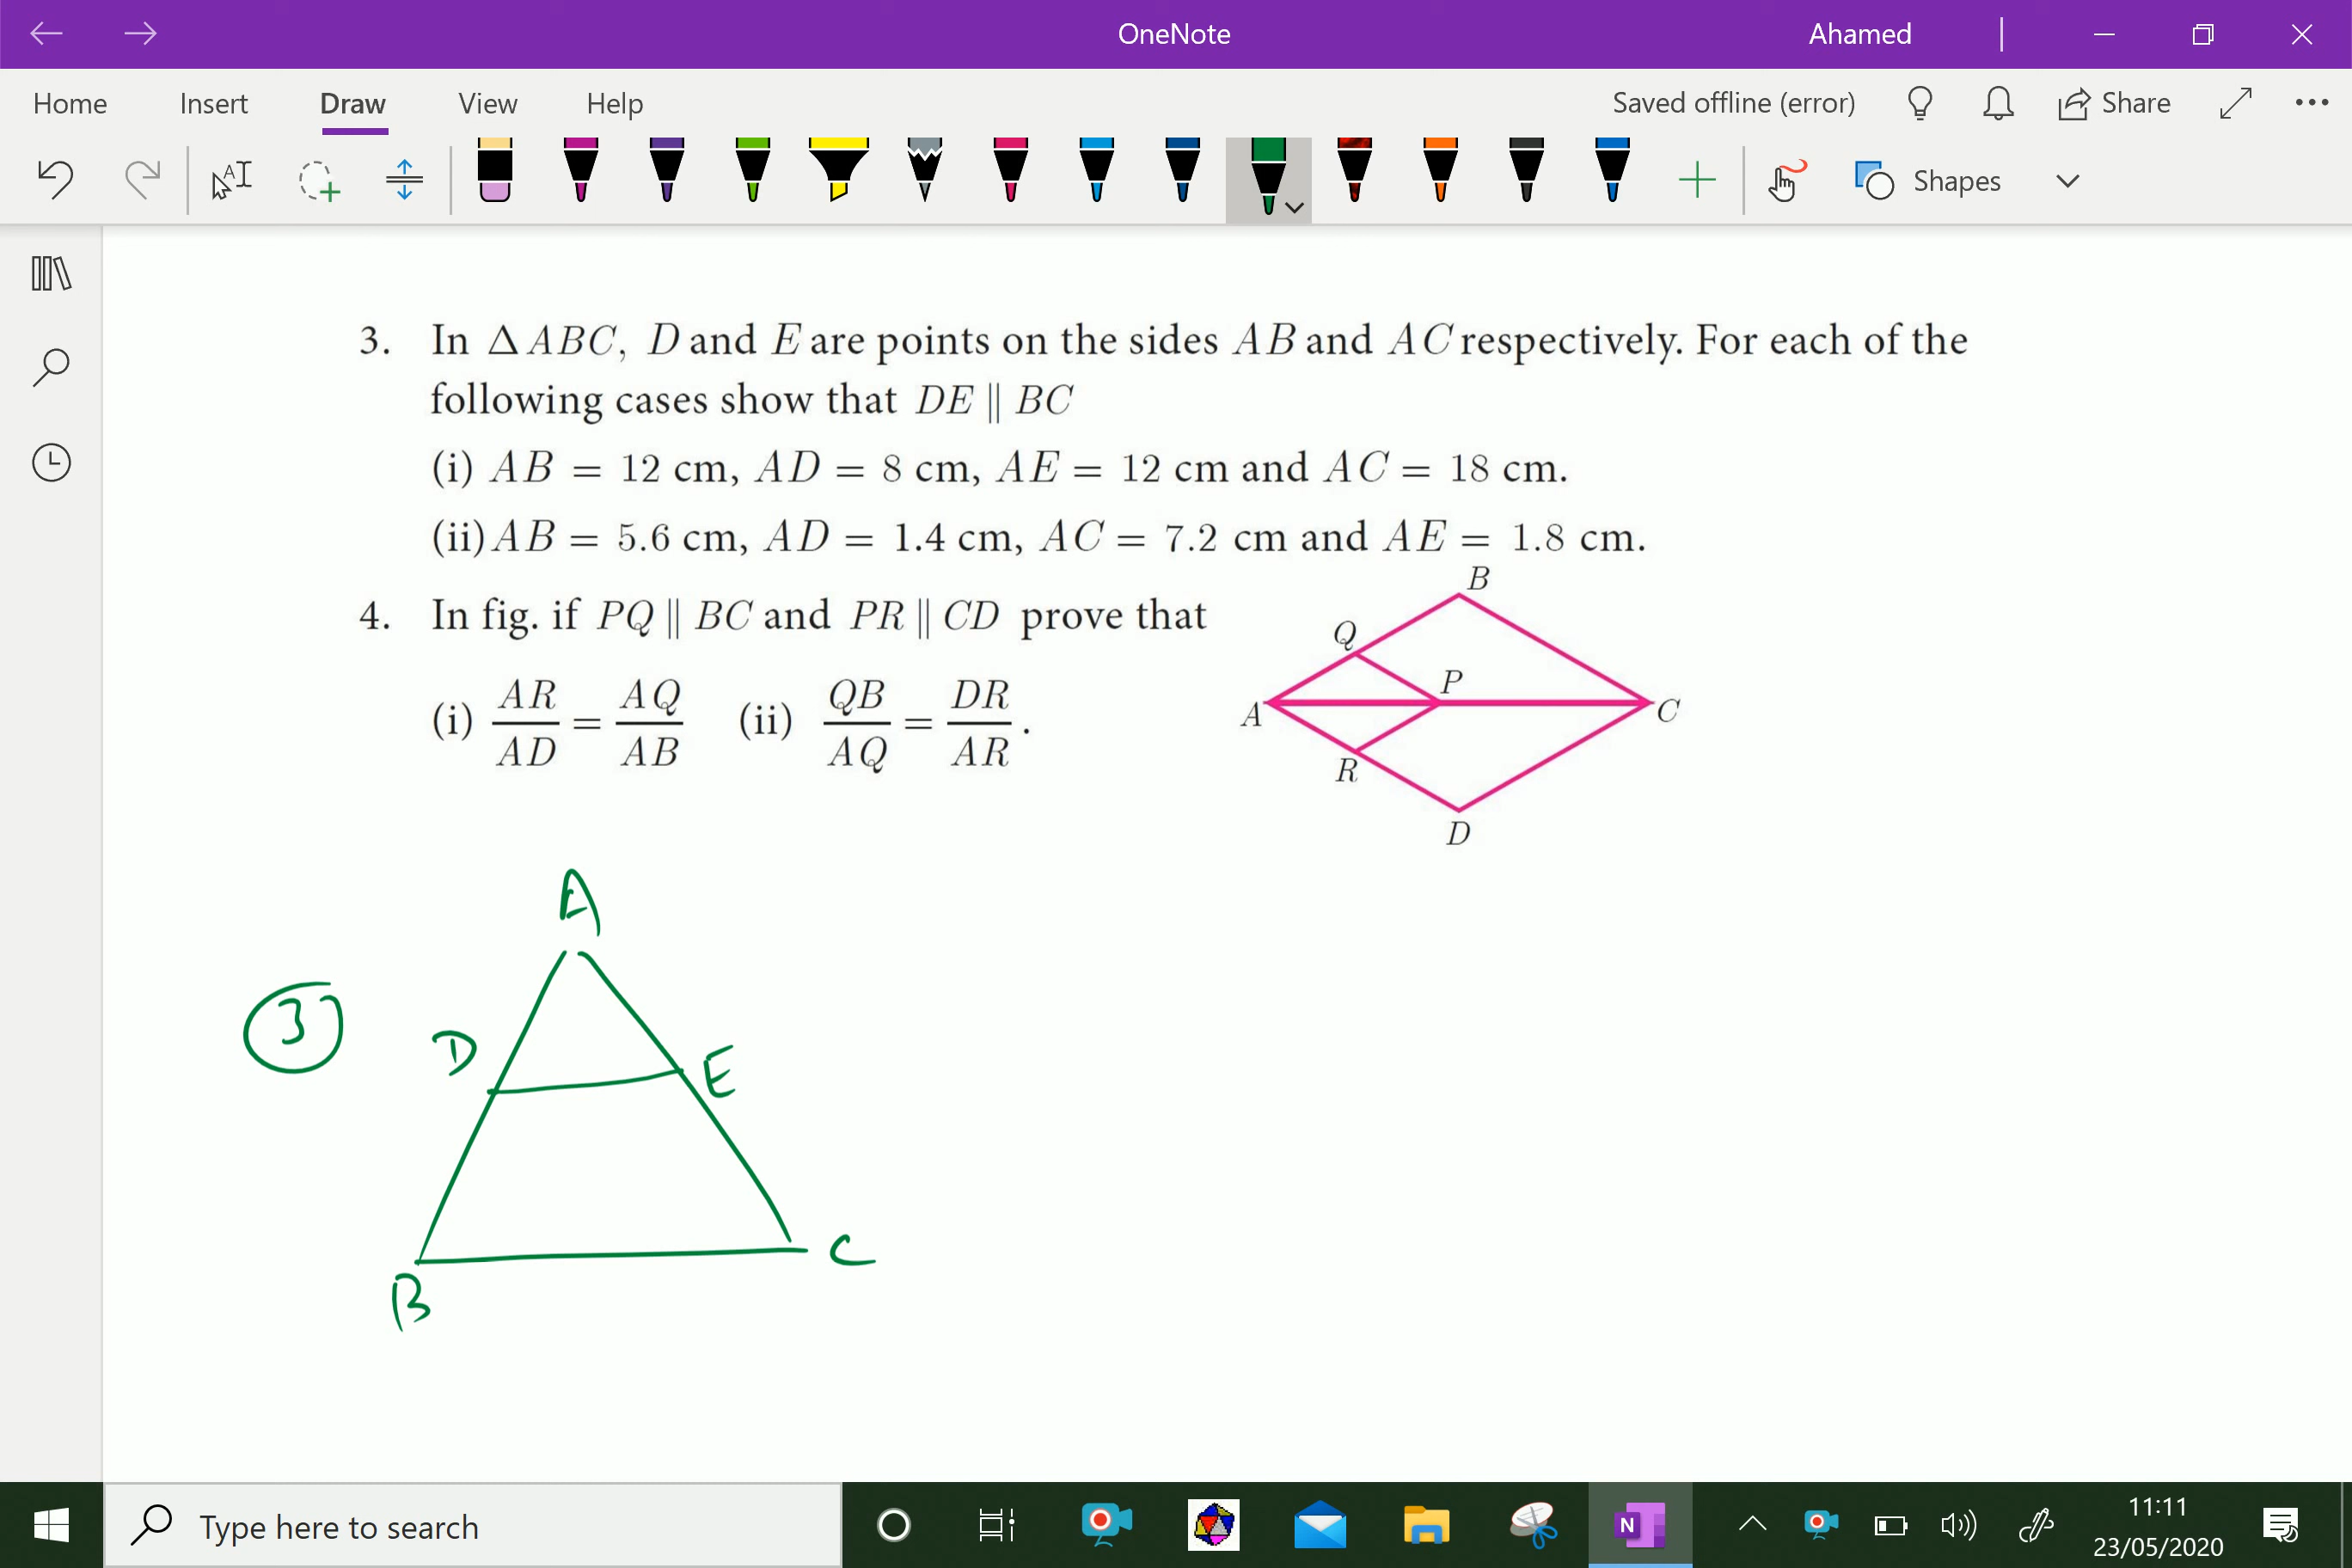 OneNote
Ahamed
Home Insert Draw View Help
Saved offline (error) Share
Shapes
3. In Δ ABC, D and E are points on the sides AB and AC respectively. For each of the
following cases show that DE ∥ BC
(i) AB = 12 cm, AD = 8 cm, AE = 12 cm and AC = 18 cm.
(ii) AB = 5.6 cm, AD = 1.4 cm, AC = 7.2 cm and AE = 1.8 cm.
4. In fig. if PQ ∥ BC and PR ∥ CD prove that
(i) AR/AD = AQ/AB (ii) QB/AQ = DR/AR.
B
Q
P
A
C
R
D
A
3
D
E
C
B
Type here to search
N
11:11
23/05/2020